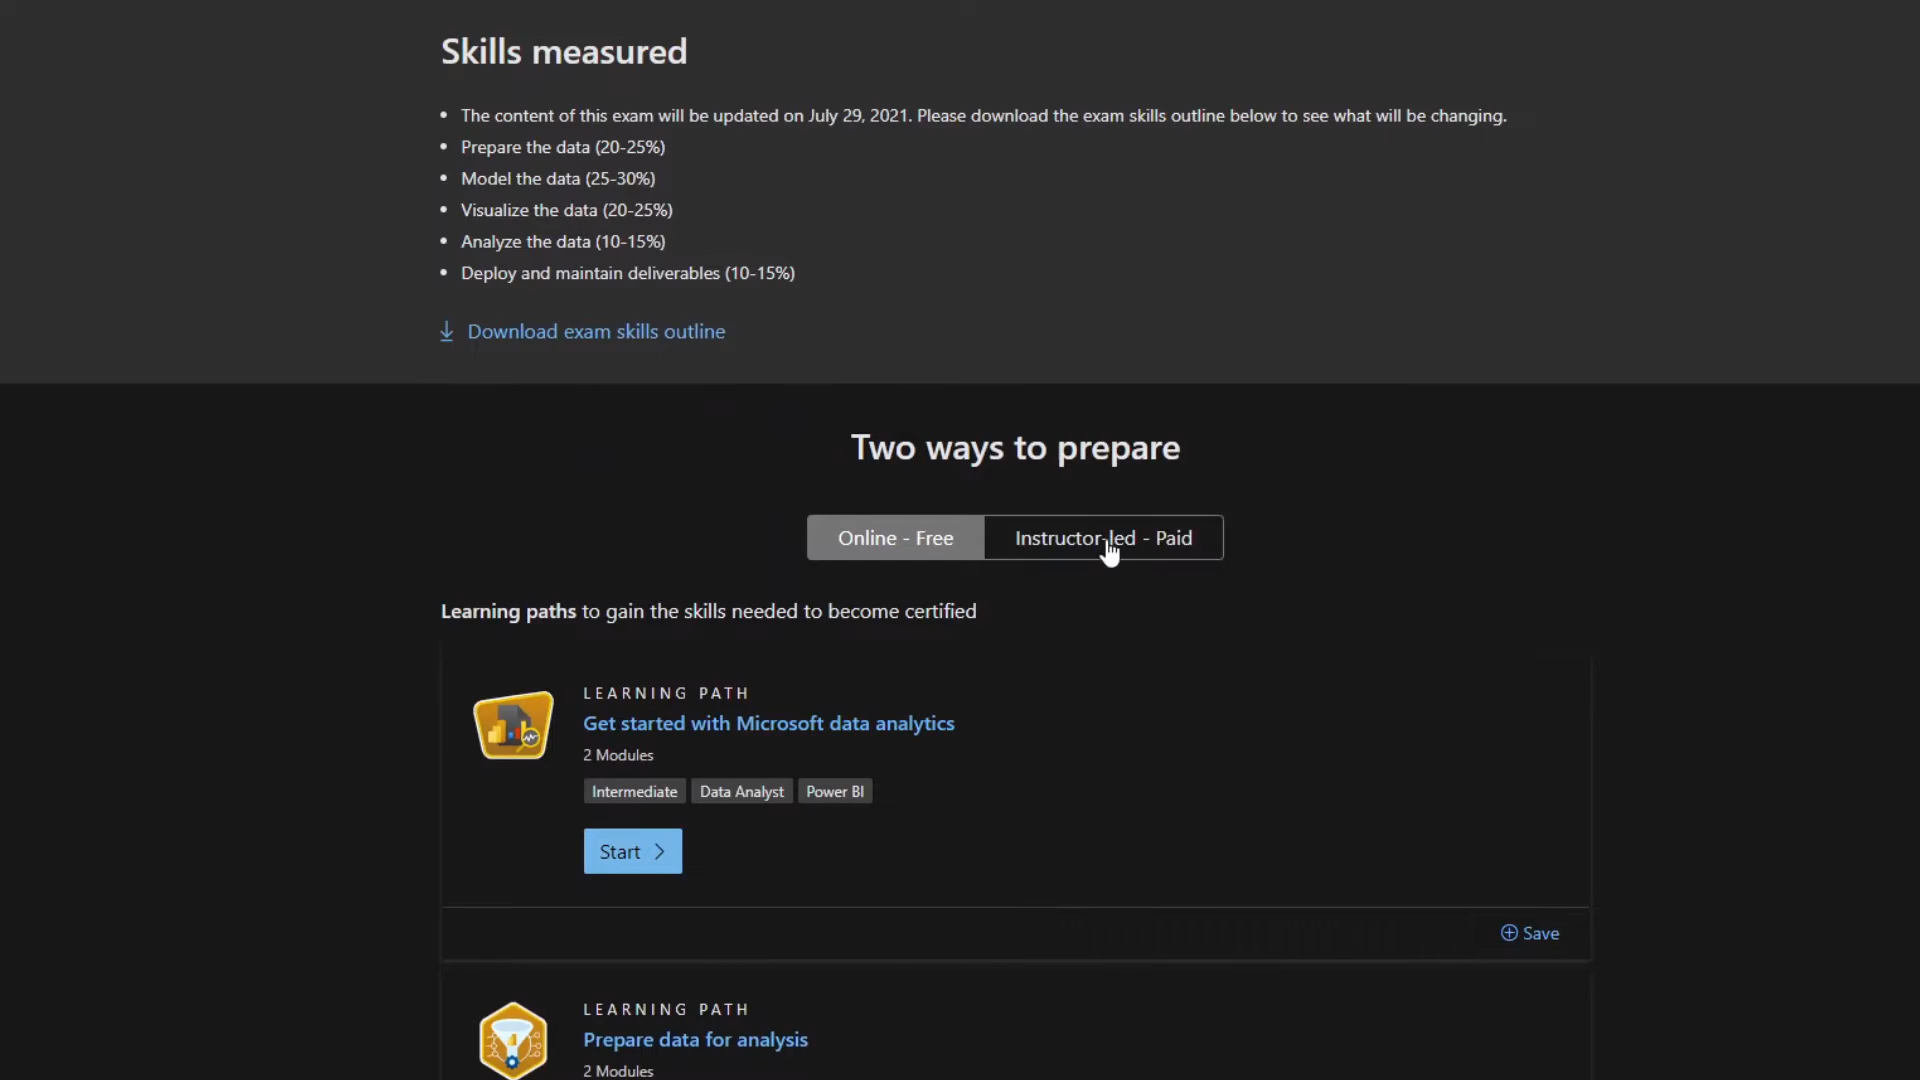 Skills measured
• The content of this exam will be updated on July 29, 2021. Please download the exam skills outline below to see what will be changing.
• Prepare the data (20-25%)
• Model the data (25-30%)
• Visualize the data (20-25%)
• Analyze the data (10-15%)
• Deploy and maintain deliverables (10-15%)
Download exam skills outline
Two ways to prepare
Online - Free
Instructor-led - Paid
Learning paths to gain the skills needed to become certified
LEARNING PATH
Get started with Microsoft data analytics
2 Modules
Intermediate Data Analyst Power BI
Start
Save
LEARNING PATH
Prepare data for analysis
2 Modules